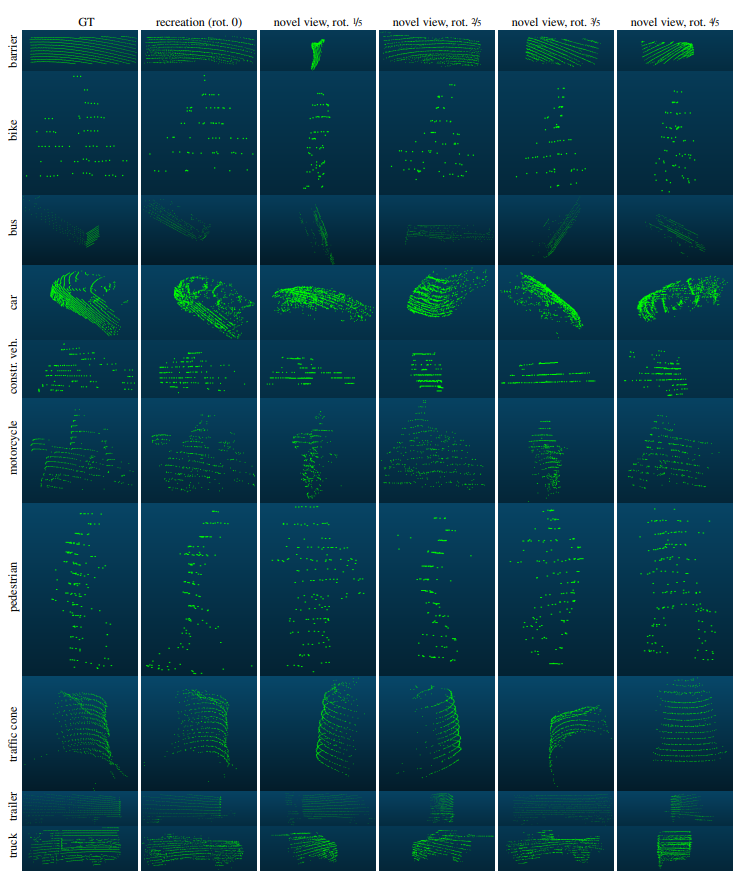 GT recreation (rot. 0) novel view, rot. 1/5 novel view, rot. 2/5 novel view, rot. 3/5 novel view, rot. 4/5
barrier
bike
bus
car
constr. veh.
motorcycle
pedestrian
traffic cone
trailer
truck